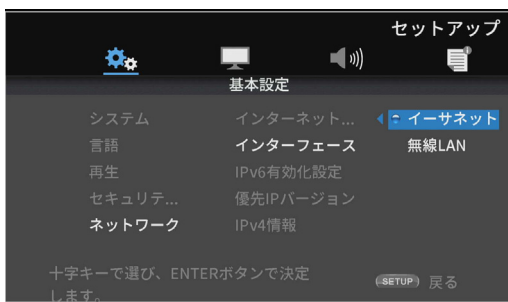 セットアップ
基本設定
システム
言語
再生
セキュリテ...
ネットワーク
インターネット...
インターフェース
IPv6有効化設定
優先IPバージョン
IPv4情報
イーサネット
無線LAN
十字キーで選び、ENTERボタンで決定
します。
SETUP 戻る